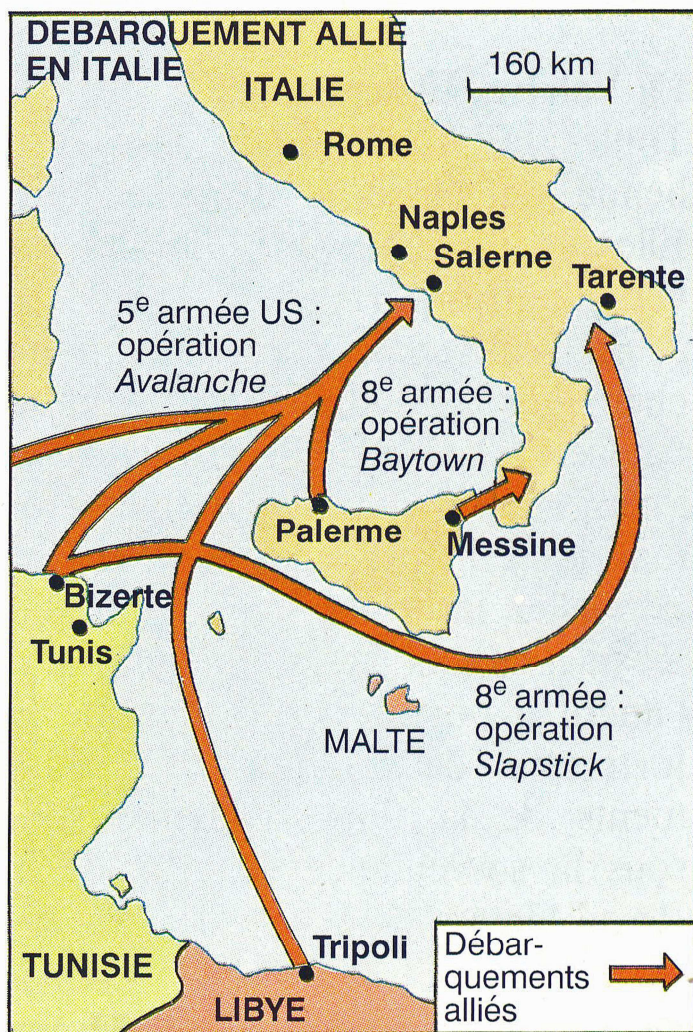 DEBARQUEMENT ALLIE
EN ITALIE
ITALIE
160 km
Rome
Naples
Salerne
Tarente
5e armée US :
opération
Avalanche
8e armée :
opération
Baytown
Palerme
Messine
Bizerte
Tunis
MALTE
8e armée :
opération
Slapstick
Tripoli
TUNISIE
LIBYE
Débar-
quements
alliés